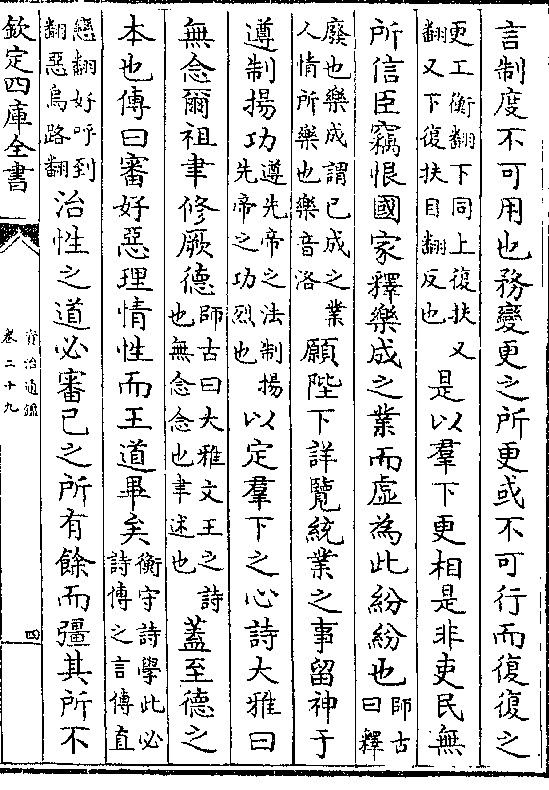 言制度不可用也務變更之所更或不可行而復復之
更工衡翻下同上復扶又
翻又下復扶目翻反也
是以羣下更相是非吏民無
所信臣竊恨國家釋樂成之業而虛為此紛紛也
師古
曰釋
廢也樂成謂已成之業
人情所樂也樂音洛
願陛下詳覽統業之事留神于
遵制揚功
遵先帝之法制揚
先帝之功烈也
以定羣下之心詩大雅曰
無念爾祖聿修厥德
師古曰大雅文王之詩
也無念念也聿述也
蓋至德之
本也傳曰審好惡理情性而王道畢矣
衡守詩學此必
詩傳之言傳直
戀翻好呼到
翻惡烏路翻
治性之道必審己之所有餘而彊其所不
欽定四庫全書
資治通鑑
卷二十九
四